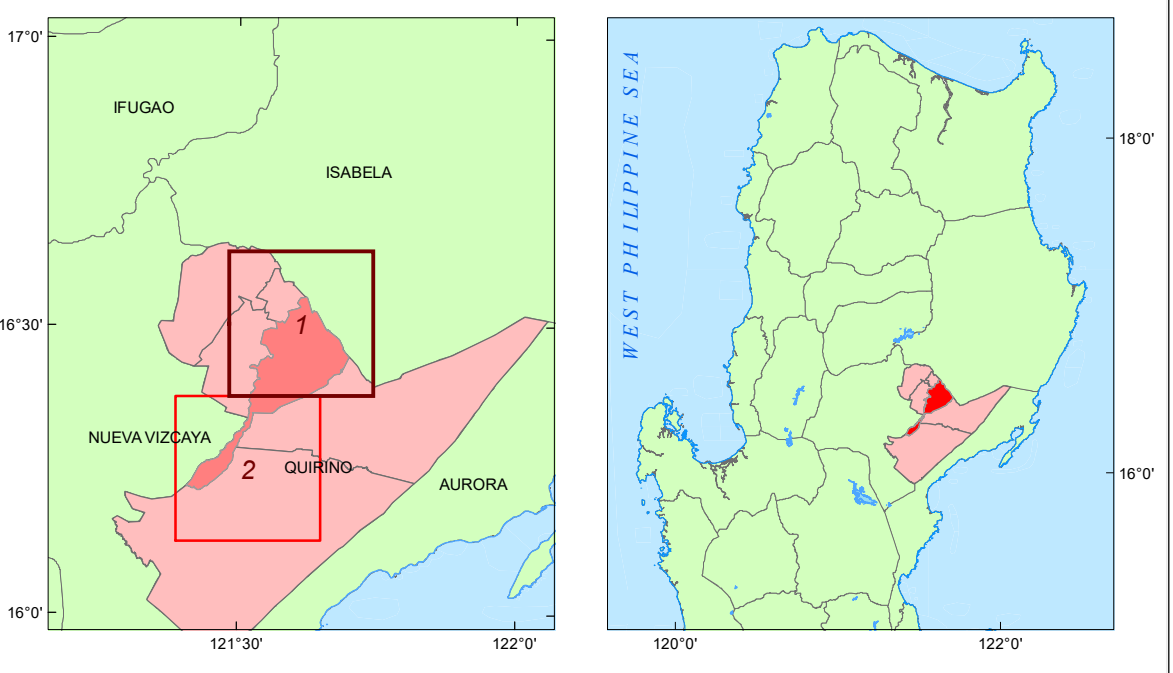 17°0'
IFUGAO
ISABELA
1
16°30'
NUEVA VIZCAYA
2
QUIRINO
AURORA
16°0'
121°30'
122°0'
WEST PHILIPPINE SEA
18°0'
16°0'
120°0'
122°0'